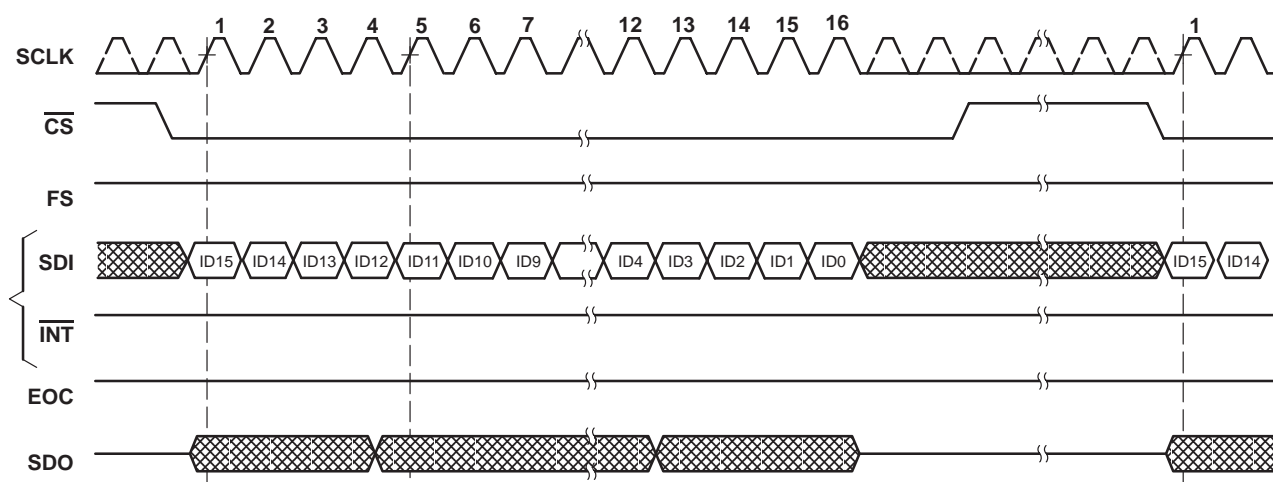 1 2 3 4 5 6 7 12 13 14 15 16 1
SCLK
CS
FS
SDI ID15 ID14 ID13 ID12 ID11 ID10 ID9 ID4 ID3 ID2 ID1 ID0 ID15 ID14
INT
EOC
SDO